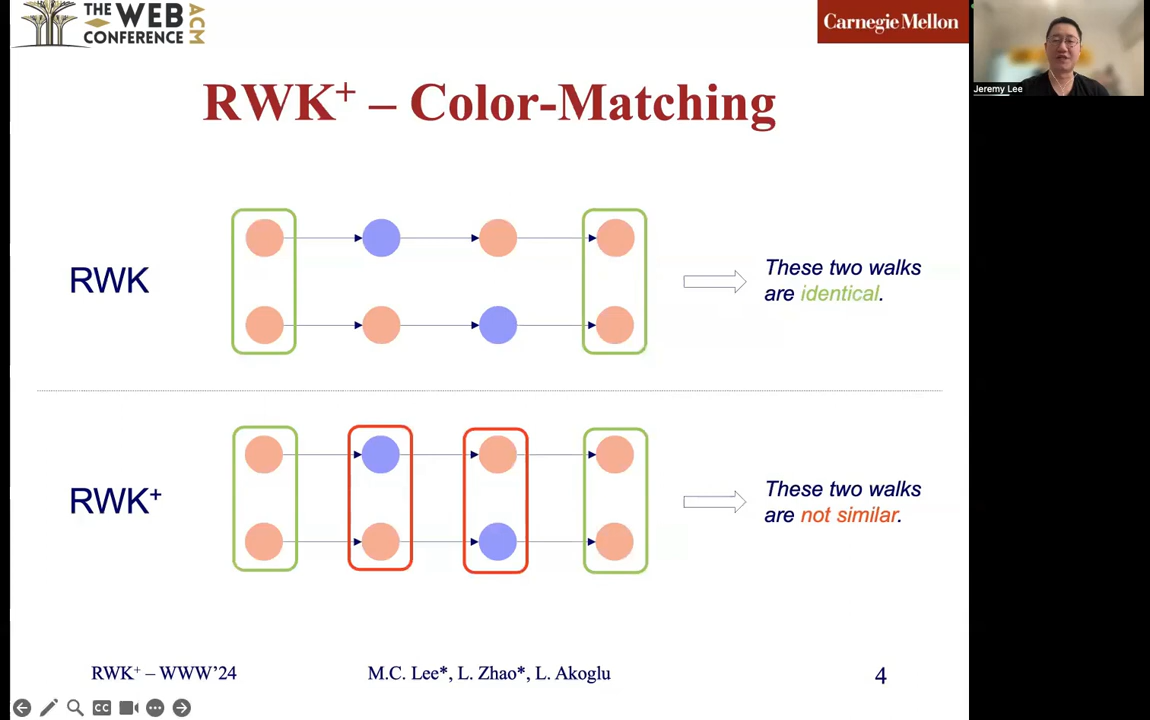 THE WEB
CONFERENCE
ACM
Carnegie Mellon
Jeremy Lee
RWK⁺ – Color-Matching
RWK
These two walks
are identical.
RWK⁺
These two walks
are not similar.
RWK⁺ – WWW’24
M.C. Lee*, L. Zhao*, L. Akoglu
4
CC